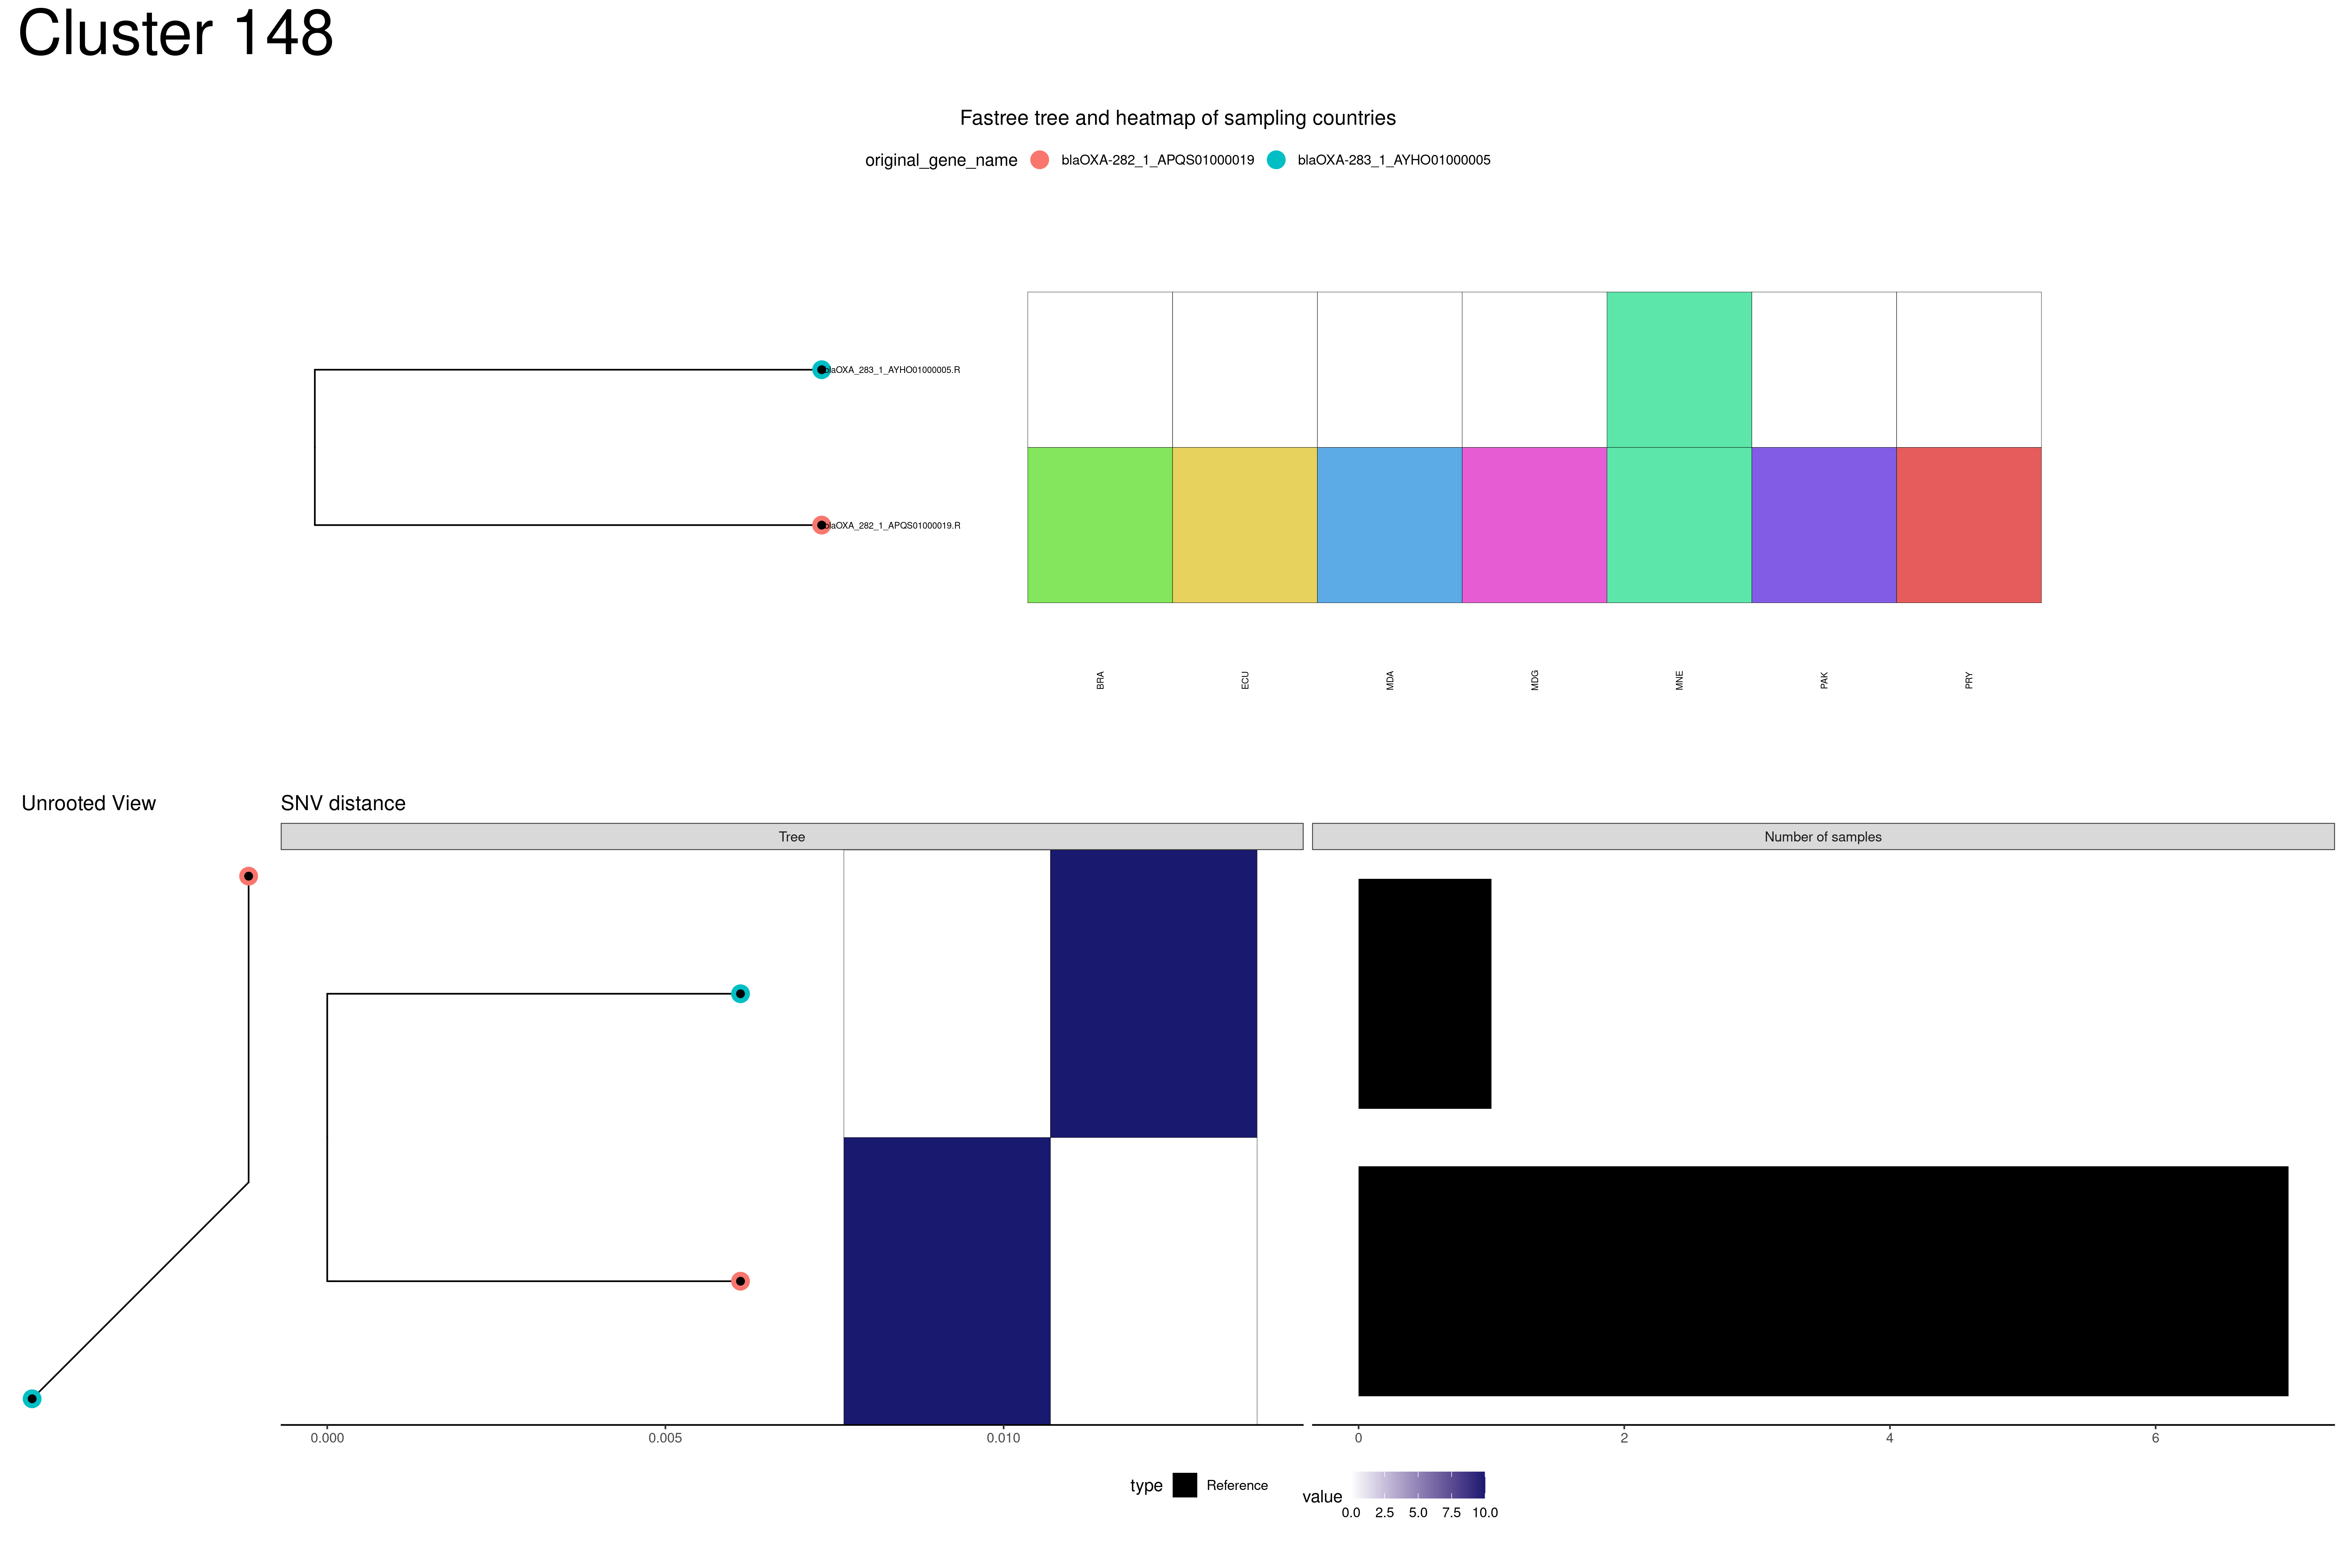 Cluster 148
Fastree tree and heatmap of sampling countries
original_gene_name blaOXA-282_1_APQS01000019 blaOXA-283_1_AYHO01000005
blaOXA_283_1_AYHO01000005.R
blaOXA_282_1_APQS01000019.R
BRA ECU MDA MDG MNE PAK PRY
Unrooted View SNV distance
Tree Number of samples
0.000 0.005 0.010 0 2 4 6
type Reference value
0.0 2.5 5.0 7.5 10.0